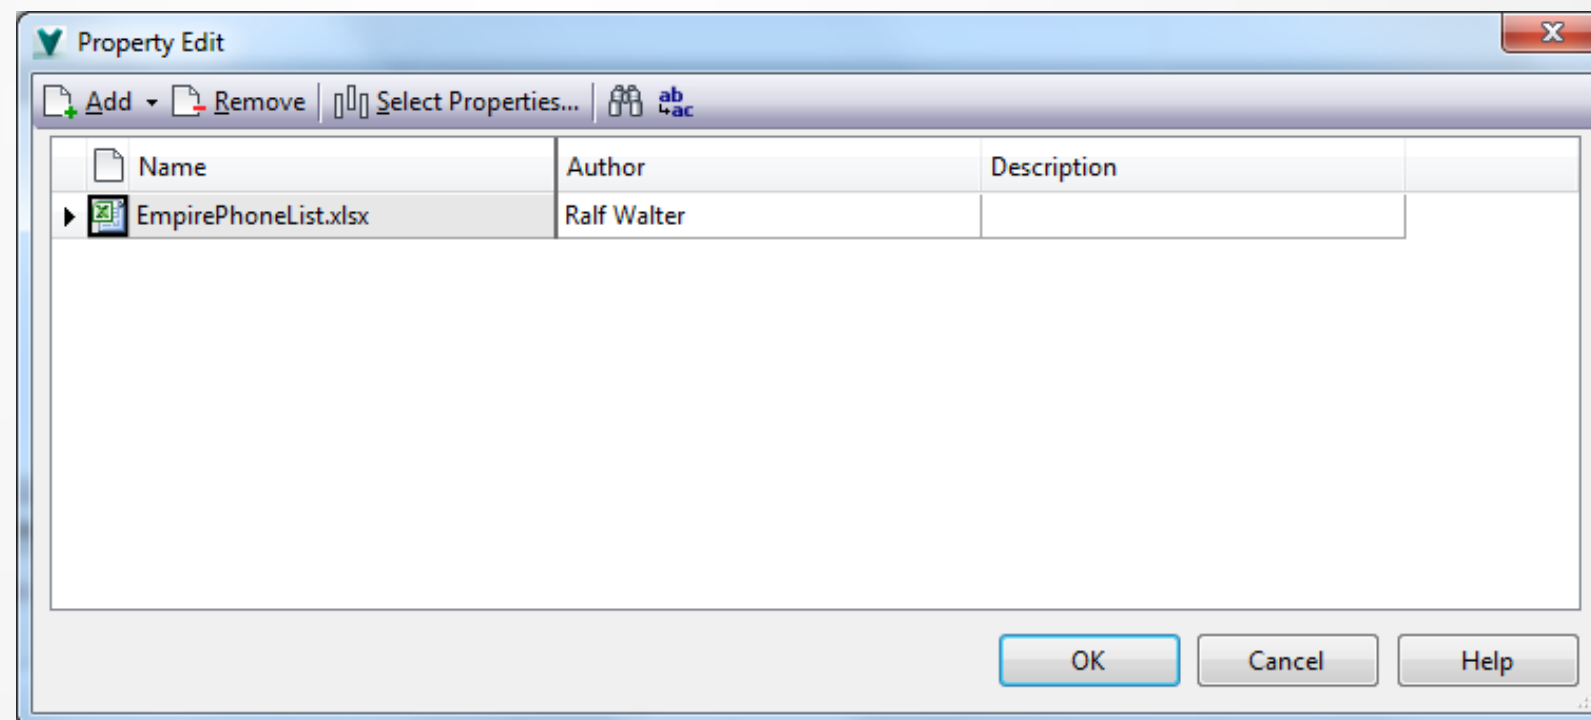 Property Edit
Add Remove Select Properties... ab ac
Name Author Description
EmpirePhoneList.xlsx Ralf Walter
OK Cancel Help